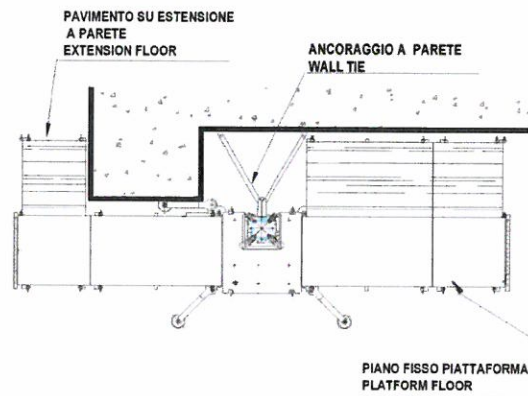 PAVIMENTO SU ESTENSIONE
A PARETE
EXTENSION FLOOR
ANCORAGGIO A PARETE
WALL TIE
PIANO FISSO PIATTAFORMA
PLATFORM FLOOR